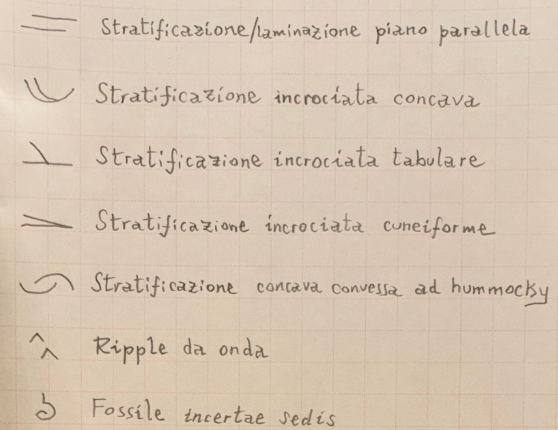 Stratificazione/laminazione piano parallela
Stratificazione incrociata concava
Stratificazione incrociata tabulare
Stratificazione incrociata cuneiforme
Stratificazione concava convessa ad hummocky
Ripple da onda
Fossile incertae sedis